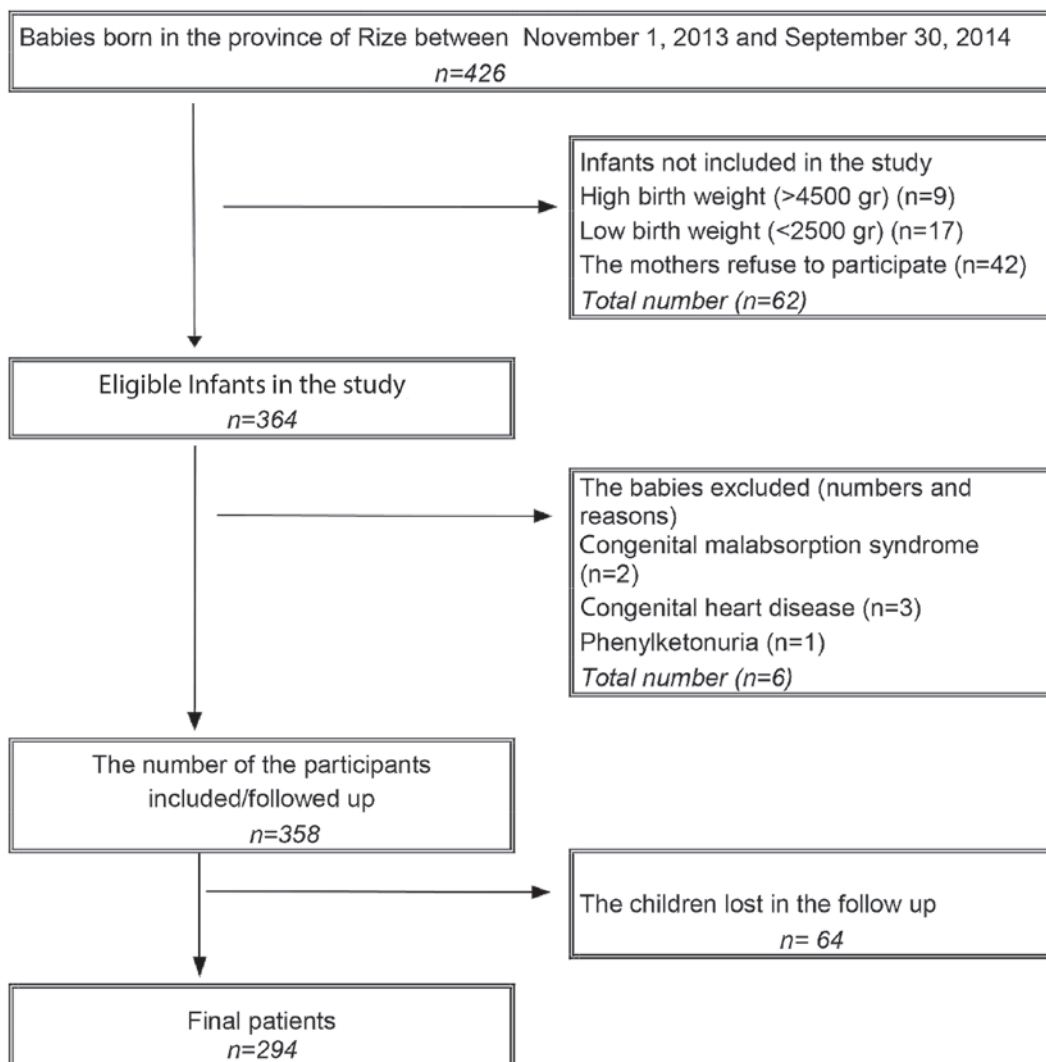 Babies born in the province of Rize between November 1, 2013 and September 30, 2014
n=426
Infants not included in the study
High birth weight (>4500 gr) (n=9)
Low birth weight (<2500 gr) (n=17)
The mothers refuse to participate (n=42)
Total number (n=62)
Eligible Infants in the study
n=364
The babies excluded (numbers and
reasons)
Congenital malabsorption syndrome
(n=2)
Congenital heart disease (n=3)
Phenylketonuria (n=1)
Total number (n=6)
The number of the participants
included/followed up
n=358
The children lost in the follow up
n= 64
Final patients
n=294